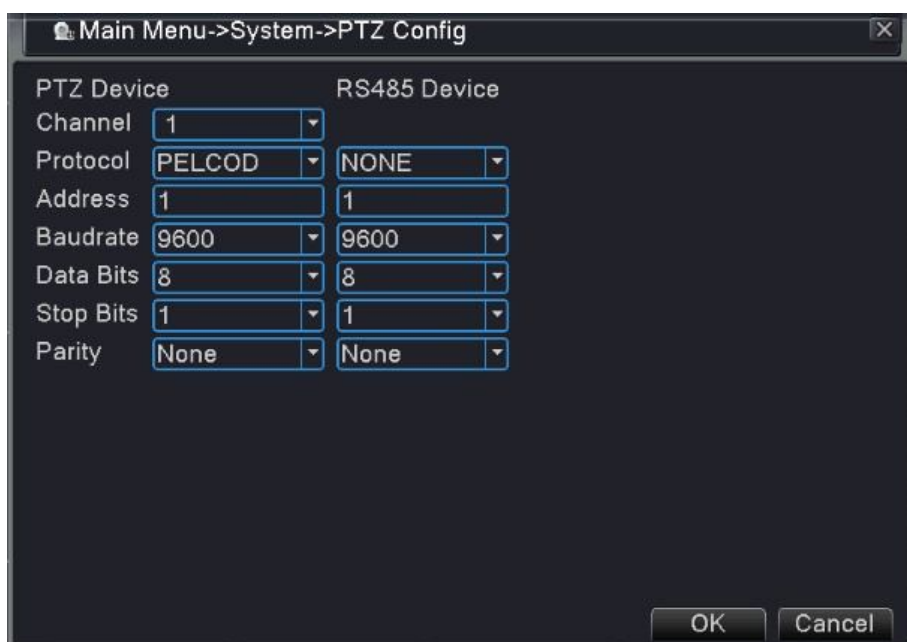 Main Menu->System->PTZ Config
PTZ Device RS485 Device
Channel 1
Protocol PELCOD NONE
Address 1 1
Baudrate 9600 9600
Data Bits 8 8
Stop Bits 1 1
Parity None None
OK Cancel